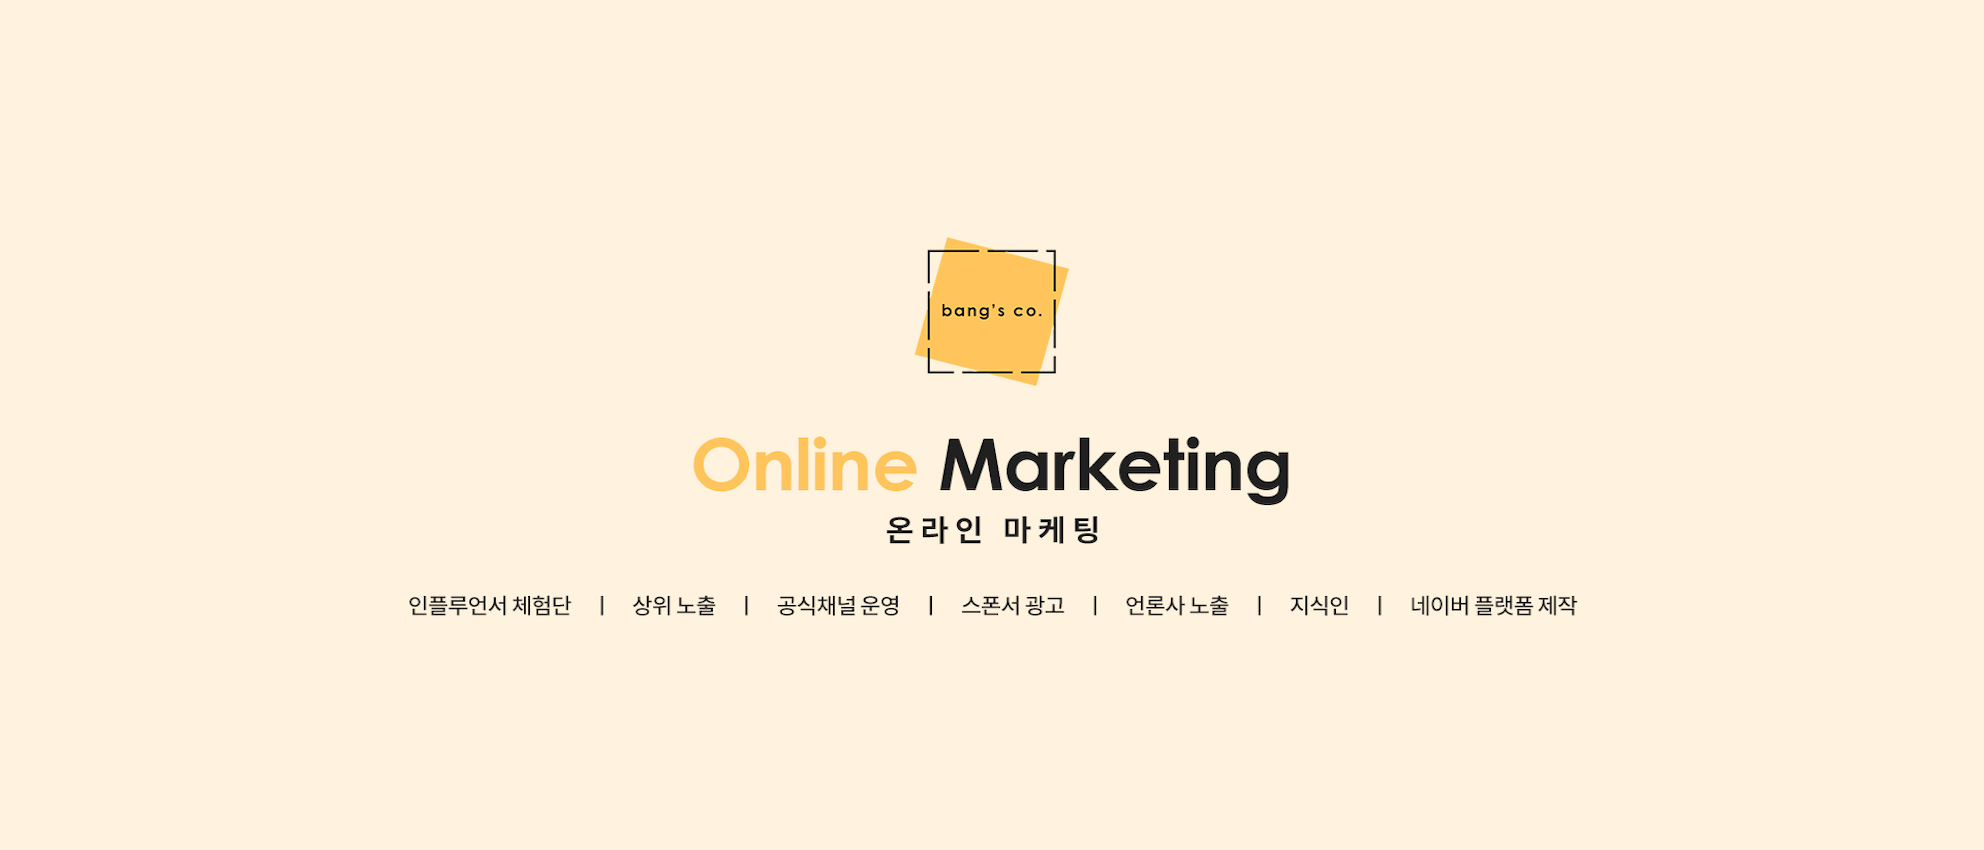 bang's co.
Online Marketing
온라인 마케팅
인플루언서 체험단 | 상위 노출 | 공식채널 운영 | 스폰서 광고 | 언론사 노출 | 지식인 | 네이버 플랫폼 제작